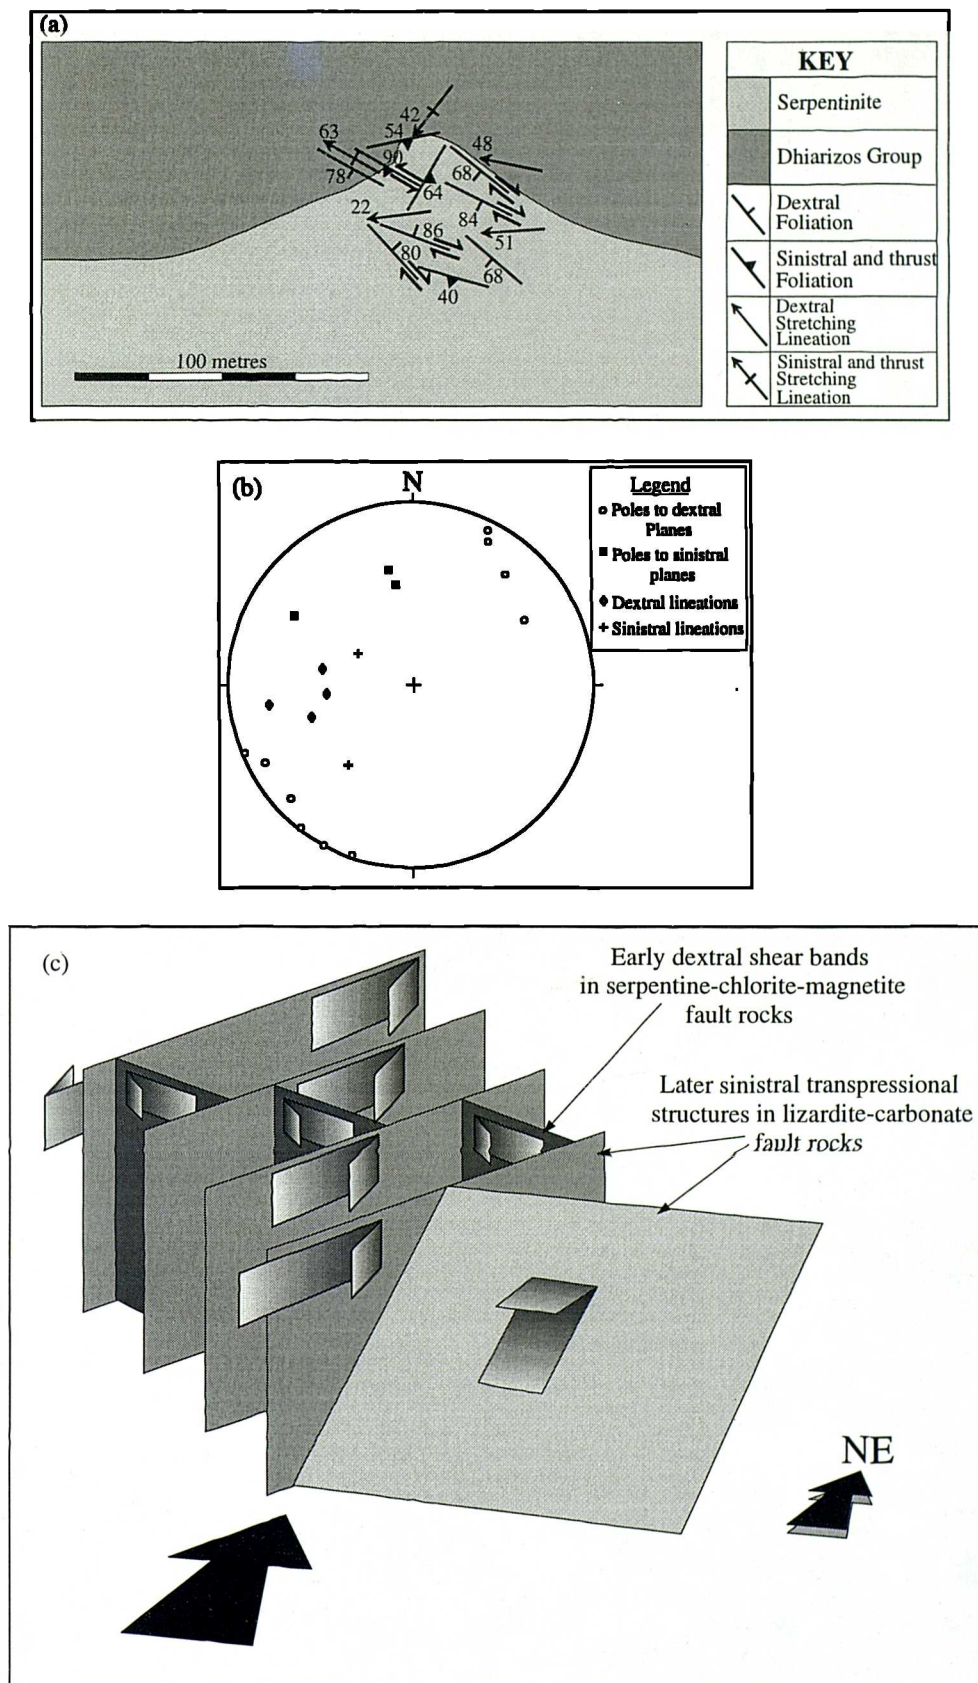 (a)
42
54
63
48
90
68
78
64
22
84
86
51
80
68
40
100 metres
KEY
Serpentinite
Dhiarizos Group
Dextral
Foliation
Sinistral and thrust
Foliation
Dextral
Stretching
Lineation
Sinistral and thrust
Stretching
Lineation
(b)
N
Legend
Poles to dextral
Planes
Poles to sinistral
planes
Dextral lineations
Sinistral lineations
(c)
Early dextral shear bands
in serpentine-chlorite-magnetite
fault rocks
Later sinistral transpressional
structures in lizardite-carbonate
fault rocks
NE